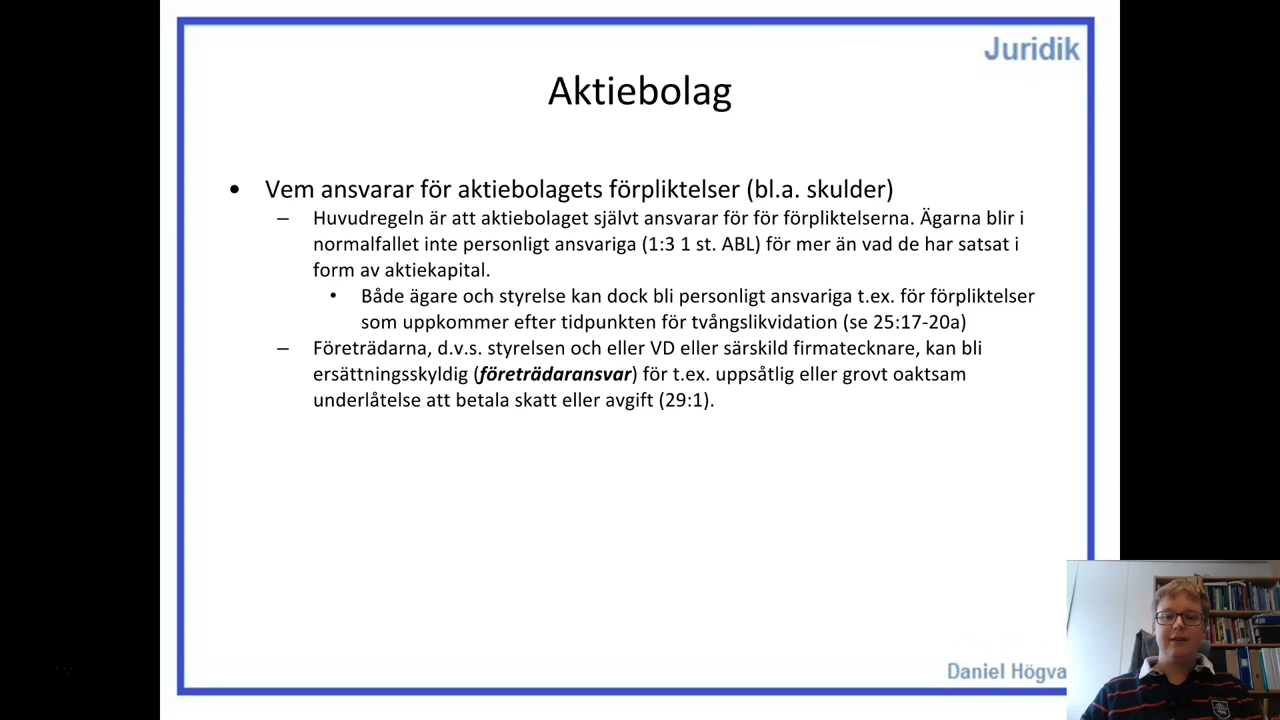 Juridik
Aktiebolag
• Vem ansvarar för aktiebolagets förpliktelser (bl.a. skulder)
– Huvudregeln är att aktiebolaget självt ansvarar för för förpliktelserna. Ägarna blir i
normalfallet inte personligt ansvariga (1:3 1 st. ABL) för mer än vad de har satsat i
form av aktiekapital.
• Både ägare och styrelse kan dock bli personligt ansvariga t.ex. för förpliktelser
som uppkommer efter tidpunkten för tvångslikvidation (se 25:17-20a)
– Företrädarna, d.v.s. styrelsen och eller VD eller särskild firmatecknare, kan bli
ersättningsskyldig (företrädaransvar) för t.ex. uppsåtlig eller grovt oaktsam
underlåtelse att betala skatt eller avgift (29:1).
Daniel Högva